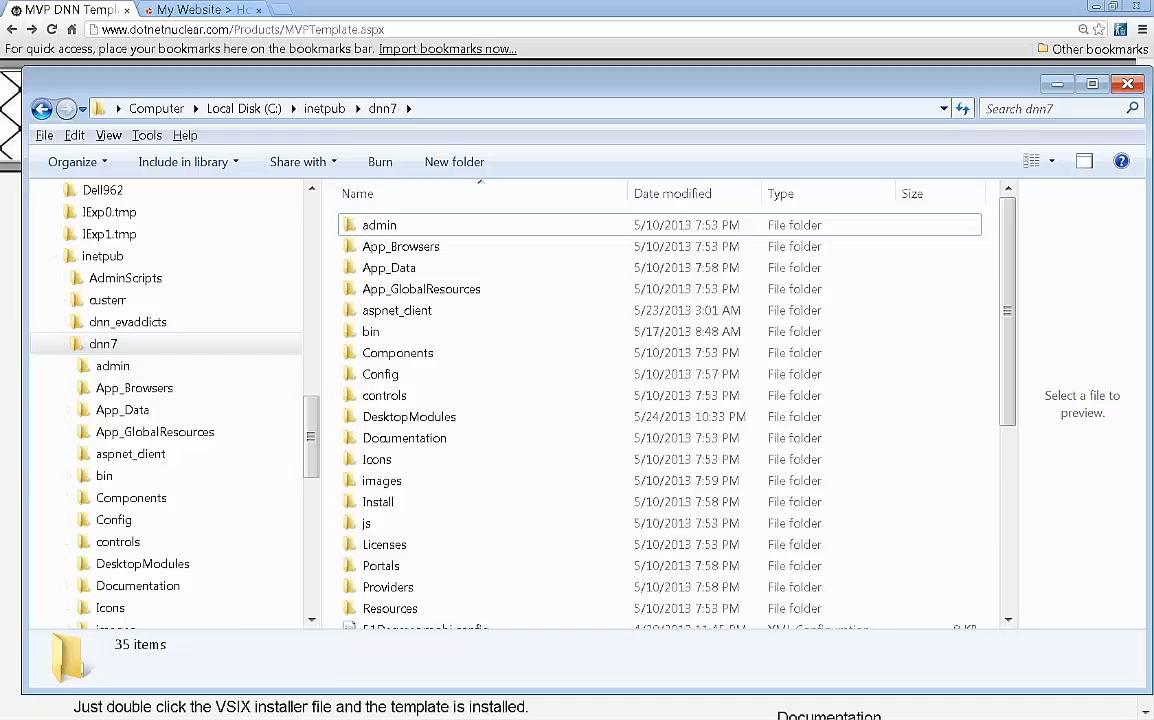 MVP DNN Templ. ×
My Website > Ho ×
www.dotnetnuclear.com/Products/MVPTemplate.aspx
For quick access, place your bookmarks here on the bookmarks bar. Import bookmarks now...
Other bookmarks
Computer Local Disk (C:) inetpub dnn7
Search dnn7
File Edit View Tools Help
Organize Include in library Share with Burn New folder
Name Date modified Type Size
Dell962
IExp0.tmp
IExp1.tmp
inetpub
AdminScripts
custerr
dnn_evaddicts
dnn7
admin
App_Browsers
App_Data
App_GlobalResources
aspnet_client
bin
Components
Config
controls
DesktopModules
Documentation
Icons
images
admin 5/10/2013 7:53 PM File folder
App_Browsers 5/10/2013 7:53 PM File folder
App_Data 5/10/2013 7:58 PM File folder
App_GlobalResources 5/10/2013 7:53 PM File folder
aspnet_client 5/23/2013 3:01 AM File folder
bin 5/17/2013 8:48 AM File folder
Components 5/10/2013 7:53 PM File folder
Config 5/10/2013 7:57 PM File folder
controls 5/10/2013 7:53 PM File folder
DesktopModules 5/24/2013 10:33 PM File folder
Documentation 5/10/2013 7:53 PM File folder
Icons 5/10/2013 7:53 PM File folder
images 5/10/2013 7:59 PM File folder
Install 5/10/2013 7:58 PM File folder
js 5/10/2013 7:53 PM File folder
Licenses 5/10/2013 7:53 PM File folder
Portals 5/10/2013 7:58 PM File folder
Providers 5/10/2013 7:58 PM File folder
Resources 5/10/2013 7:53 PM File folder
Select a file to
preview.
35 items
Just double click the VSIX installer file and the template is installed.
Documentation